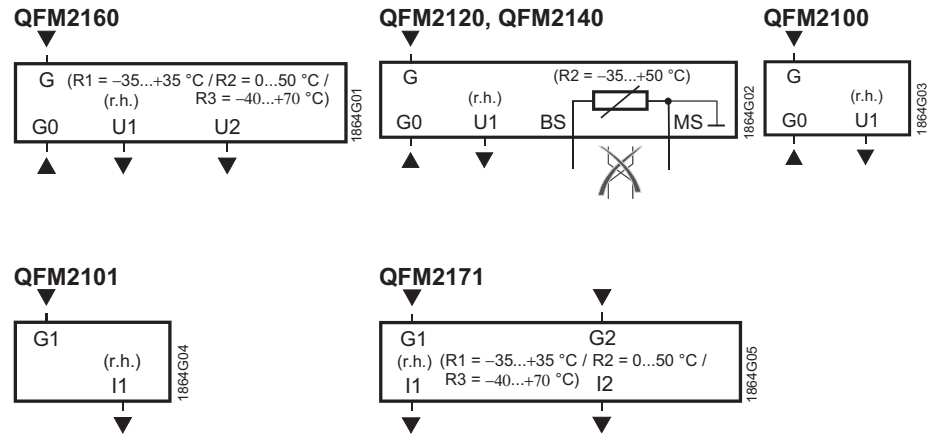 QFM2160
G (R1 = –35...+35 °C / R2 = 0...50 °C /
(r.h.) R3 = –40...+70 °C)
G0 U1 U2
1864G01
QFM2120, QFM2140
G (R2 = –35...+50 °C)
(r.h.)
G0 U1 BS MS
1864G02
QFM2100
G
(r.h.)
G0 U1
1864G03
QFM2101
G1
(r.h.)
I1
1864G04
QFM2171
G1 G2
(r.h.) (R1 = –35...+35 °C / R2 = 0...50 °C /
R3 = –40...+70 °C)
I1 I2
1864G05